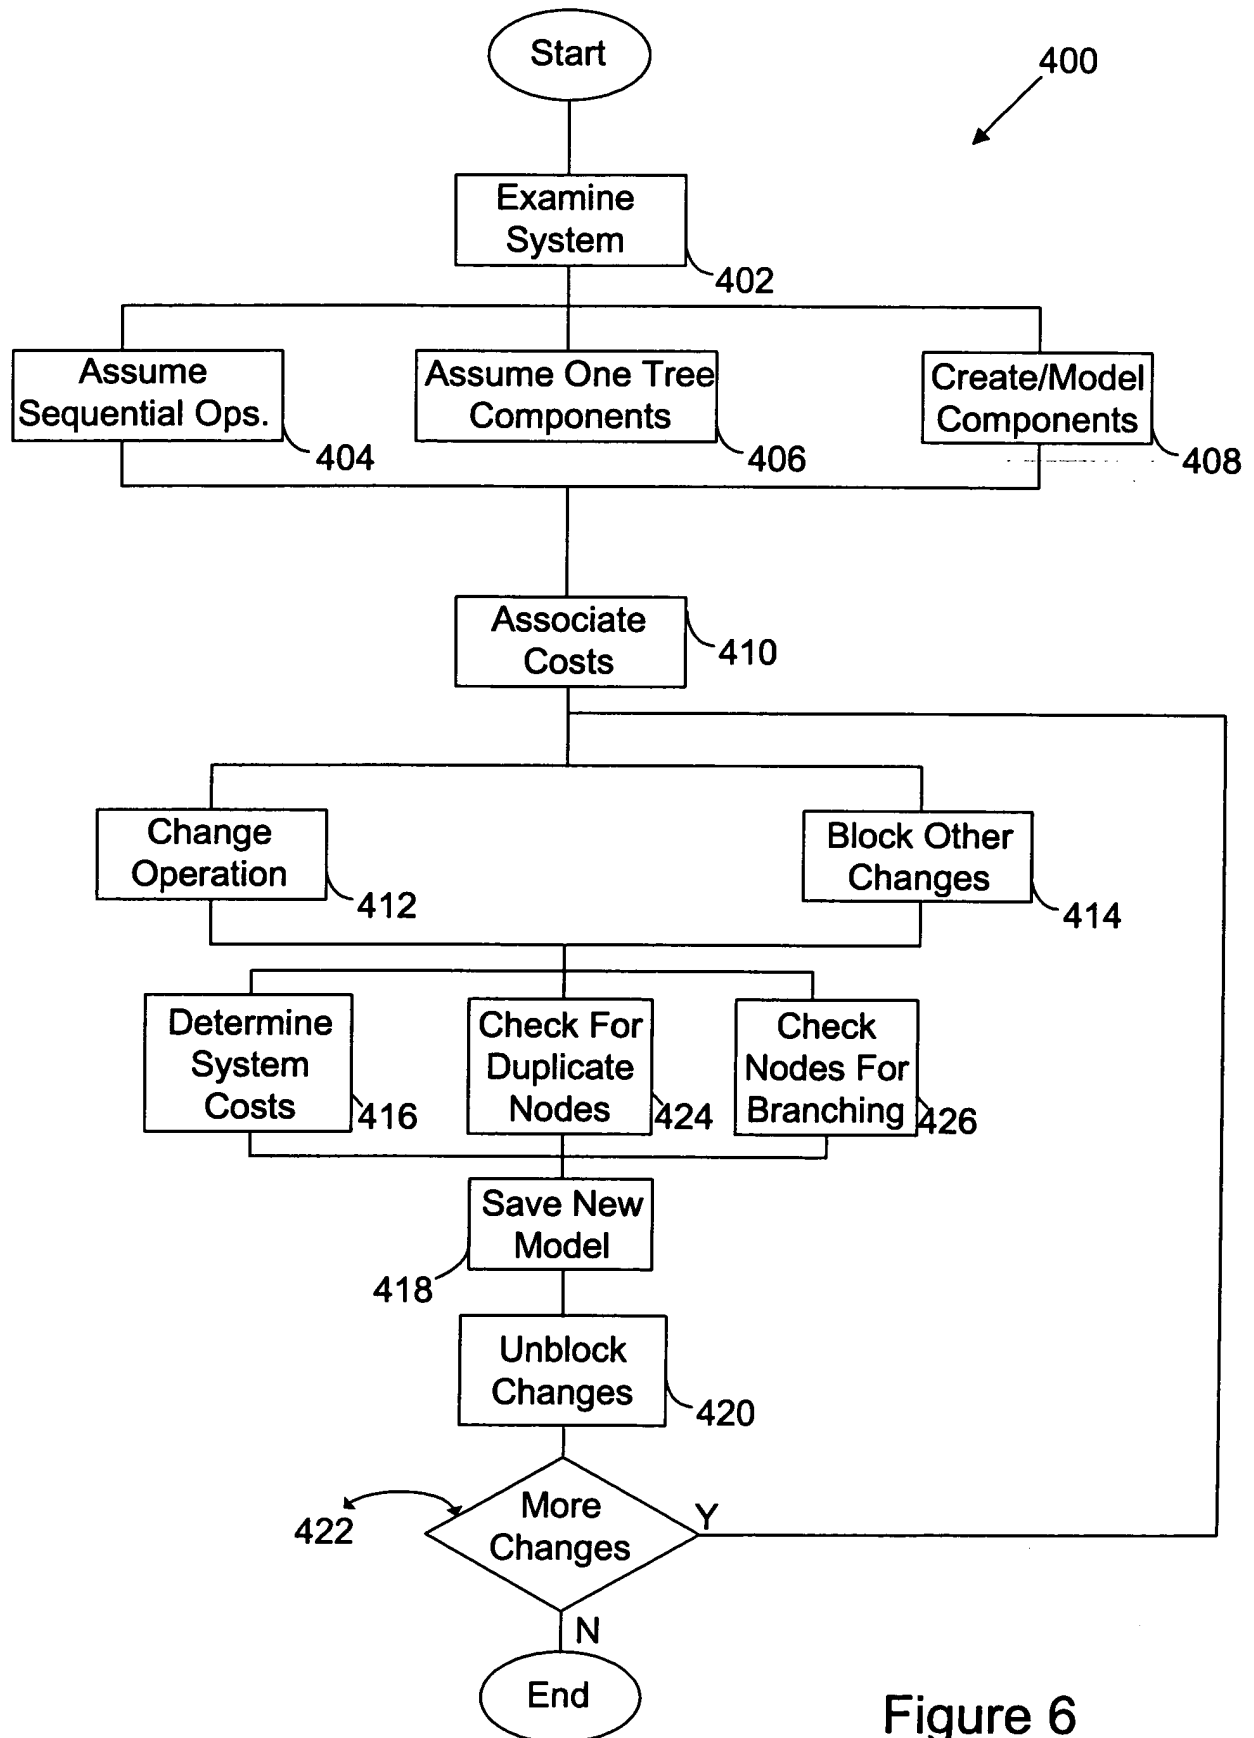 Start
400
Examine
System
402
Assume
Sequential Ops.
404
Assume One Tree
Components
406
Create/Model
Components
408
Associate
Costs
410
Change
Operation
412
Block Other
Changes
414
Determine
System
Costs
416
Check For
Duplicate
Nodes
424
Check
Nodes For
Branching
426
Save New
Model
418
Unblock
Changes
420
More
Changes
422
Y
N
End
Figure 6